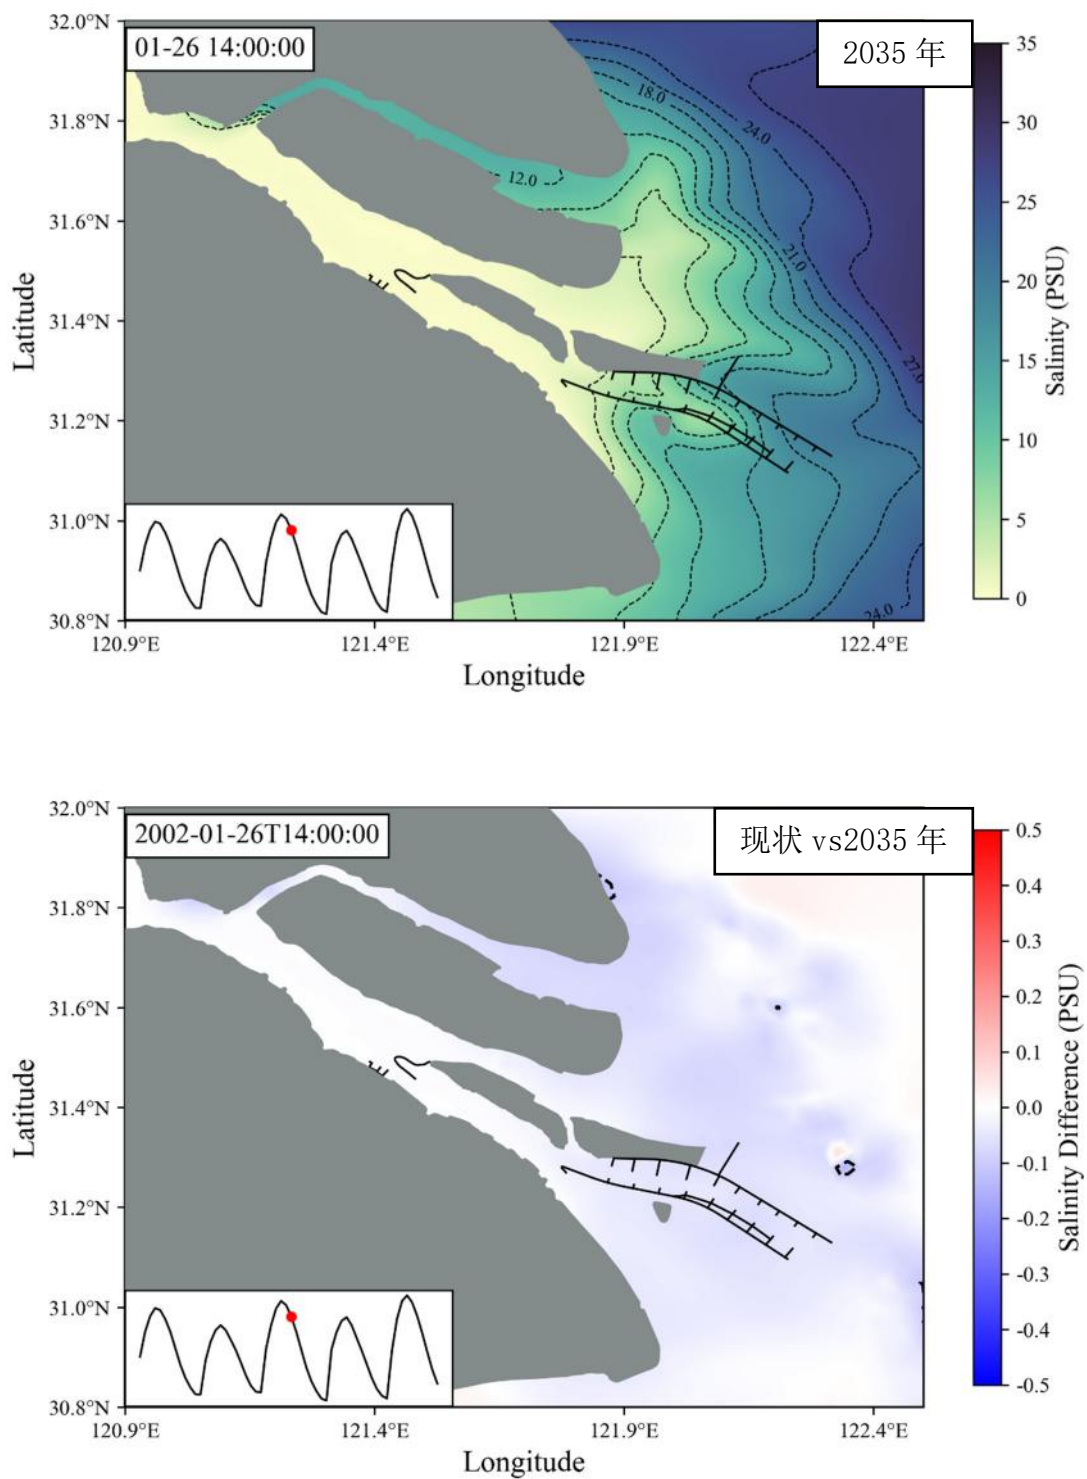 01-26 14:00:00
2035 年
32.0°N
31.8°N
31.6°N
31.4°N
31.2°N
31.0°N
30.8°N
Latitude
18.0
24.0
12.0
21.0
27.0
24.0
120.9°E
121.4°E
121.9°E
122.4°E
Longitude
35
30
25
20
15
10
5
0
Salinity (PSU)
2002-01-26T14:00:00
现状 vs2035 年
32.0°N
31.8°N
31.6°N
31.4°N
31.2°N
31.0°N
30.8°N
Latitude
120.9°E
121.4°E
121.9°E
122.4°E
Longitude
0.5
0.4
0.3
0.2
0.1
0.0
-0.1
-0.2
-0.3
-0.4
-0.5
Salinity Difference (PSU)